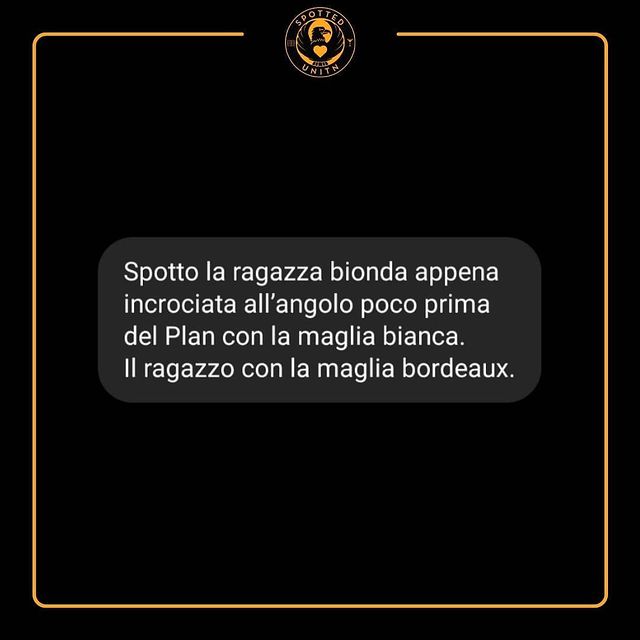 SPOTTED
UNITN
Spotto la ragazza bionda appena
incrociata all’angolo poco prima
del Plan con la maglia bianca.
Il ragazzo con la maglia bordeaux.